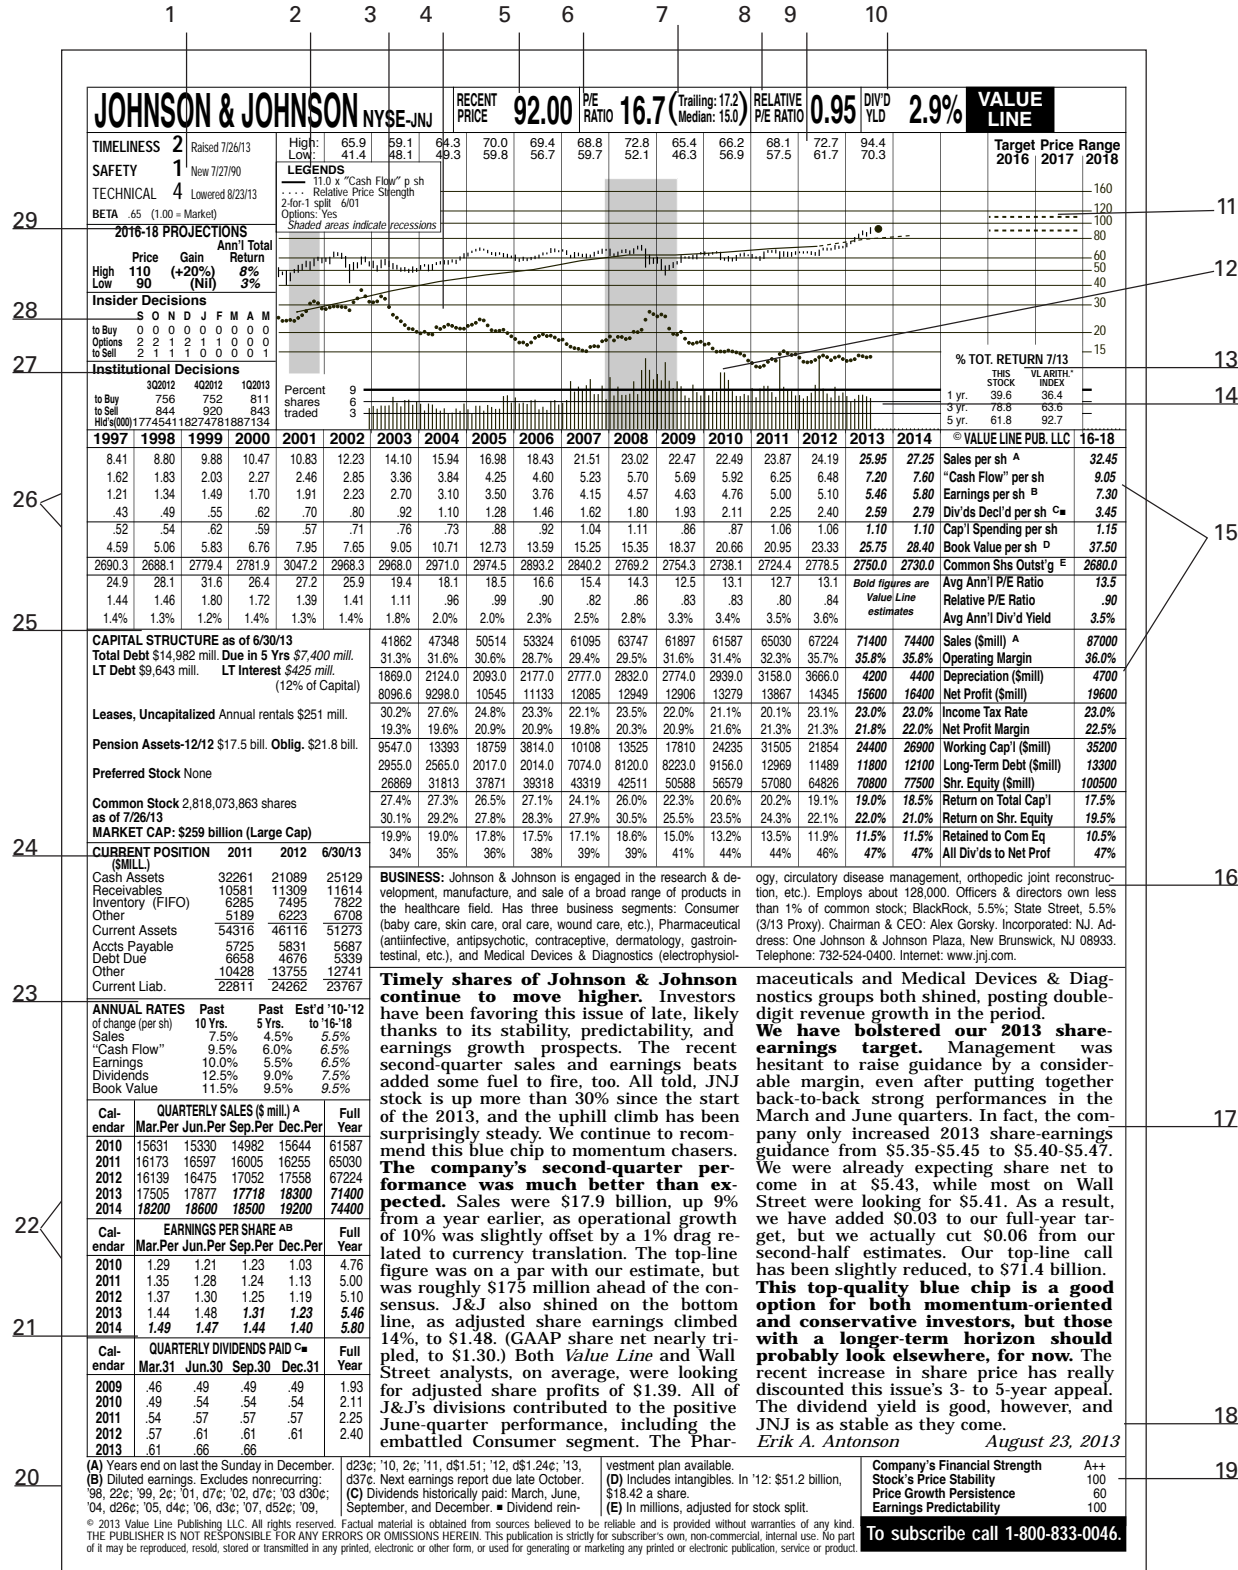 1 2 3 4 5 6 7 8 9 10
JOHNSON & JOHNSON NYSE-JNJ
RECENT PRICE 92.00
P/E RATIO 16.7 (Trailing: 17.2 Median: 15.0)
RELATIVE P/E RATIO 0.95
DIV'D YLD 2.9%
VALUE LINE
TIMELINESS 2 Raised 7/26/13
SAFETY 1 New 7/27/90
TECHNICAL 4 Lowered 8/23/13
BETA .65 (1.00 = Market)
High: 65.9 59.1 64.3 70.0 69.4 68.8 72.8 65.4 66.2 68.1 72.7 94.4
Low: 41.4 48.1 49.3 59.8 56.7 59.7 52.1 46.3 56.9 57.5 61.7 70.3
Target Price Range
2016 2017 2018
LEGENDS
11.0 x "Cash Flow" p sh
Relative Price Strength
2-for-1 split 6/01
Options: Yes
Shaded areas indicate recessions
160
120
100
80
60
50
40
30
20
15
11
12
13
14
29
2016-18 PROJECTIONS
Ann'l Total
Price Gain Return
High 110 (+20%) 8%
Low 90 (Nil) 3%
28
Insider Decisions
S O N D J F M A M
to Buy 0 0 0 0 0 0 0 0 0
Options 2 2 1 2 1 1 0 0 0
to Sell 2 1 1 1 0 0 0 0 1
27
Institutional Decisions
3Q2012 4Q2012 1Q2013
to Buy 756 752 811
to Sell 844 920 843
Hld's(000) 1774541 1827478 1887134
Percent shares traded
9
6
3
% TOT. RETURN 7/13
THIS STOCK VL ARITH.* INDEX
1 yr. 39.6 36.4
3 yr. 78.8 63.6
5 yr. 61.8 92.7
1997 1998 1999 2000 2001 2002 2003 2004 2005 2006 2007 2008 2009 2010 2011 2012 2013 2014 © VALUE LINE PUB. LLC 16-18
8.41 8.80 9.88 10.47 10.83 12.23 14.10 15.94 16.98 18.43 21.51 23.02 22.47 22.49 23.87 24.19 25.95 27.25 Sales per sh A 32.45
1.62 1.83 2.03 2.27 2.46 2.85 3.36 3.84 4.25 4.60 5.23 5.70 5.69 5.92 6.25 6.48 7.20 7.60 "Cash Flow" per sh 9.05
1.21 1.34 1.49 1.70 1.91 2.23 2.70 3.10 3.50 3.76 4.15 4.57 4.63 4.76 5.00 5.10 5.46 5.80 Earnings per sh B 7.30
.43 .49 .55 .62 .70 .80 .92 1.10 1.28 1.46 1.62 1.80 1.93 2.11 2.25 2.40 2.59 2.79 Div'ds Decl'd per sh C■ 3.45
.52 .54 .62 .59 .57 .71 .76 .73 .88 .92 1.04 1.11 .86 .87 1.06 1.06 1.10 1.10 Cap'l Spending per sh 1.15
4.59 5.06 5.83 6.76 7.95 7.65 9.05 10.71 12.73 13.59 15.25 15.35 18.37 20.66 20.95 23.33 25.75 28.40 Book Value per sh D 37.50
2690.3 2688.1 2779.4 2781.9 3047.2 2968.3 2968.0 2971.0 2974.5 2893.2 2840.2 2769.2 2754.3 2738.1 2724.4 2778.5 2750.0 2730.0 Common Shs Outst'g E 2680.0
24.9 28.1 31.6 26.4 27.2 25.9 19.4 18.1 18.5 16.6 15.4 14.3 12.5 13.1 12.7 13.1 Avg Ann'l P/E Ratio 13.5
1.44 1.46 1.80 1.72 1.39 1.41 1.11 .96 .99 .90 .82 .86 .83 .83 .80 .84 Relative P/E Ratio .90
1.4% 1.3% 1.2% 1.4% 1.3% 1.4% 1.8% 2.0% 2.0% 2.3% 2.5% 2.8% 3.3% 3.4% 3.5% 3.6% Avg Ann'l Div'd Yield 3.5%
Bold figures are
Value Line
estimates
26
15
25
CAPITAL STRUCTURE as of 6/30/13
Total Debt $14,982 mill. Due in 5 Yrs $7,400 mill.
LT Debt $9,643 mill. LT Interest $425 mill.
(12% of Capital)
Leases, Uncapitalized Annual rentals $251 mill.
Pension Assets-12/12 $17.5 bill. Oblig. $21.8 bill.
Preferred Stock None
Common Stock 2,818,073,863 shares
as of 7/26/13
MARKET CAP: $259 billion (Large Cap)
41862 47348 50514 53324 61095 63747 61897 61587 65030 67224 71400 74400 Sales ($mill) A 87000
31.3% 31.6% 30.6% 28.7% 29.4% 29.5% 31.6% 31.4% 32.3% 35.7% 35.8% 35.8% Operating Margin 36.0%
1869.0 2124.0 2093.0 2177.0 2777.0 2832.0 2774.0 2939.0 3158.0 3666.0 4200 4400 Depreciation ($mill) 4700
8096.6 9298.0 10545 11133 12085 12949 12906 13279 13867 14345 15600 16400 Net Profit ($mill) 19600
30.2% 27.6% 24.8% 23.3% 22.1% 23.5% 22.0% 21.1% 20.1% 23.1% 23.0% 23.0% Income Tax Rate 23.0%
19.3% 19.6% 20.9% 20.9% 19.8% 20.3% 20.9% 21.6% 21.3% 21.3% 21.8% 22.0% Net Profit Margin 22.5%
9547.0 13393 18759 3814.0 10108 13525 17810 24235 31505 21854 24400 26900 Working Cap'l ($mill) 35200
2955.0 2565.0 2017.0 2014.0 7074.0 8120.0 8223.0 9156.0 12969 11489 11800 12100 Long-Term Debt ($mill) 13300
26869 31813 37871 39318 43319 42511 50588 56579 57080 64826 70800 77500 Shr. Equity ($mill) 100500
27.4% 27.3% 26.5% 27.1% 24.1% 26.0% 22.3% 20.6% 20.2% 19.1% 19.0% 18.5% Return on Total Cap'l 17.5%
30.1% 29.2% 27.8% 28.3% 27.9% 30.5% 25.5% 23.5% 24.3% 22.1% 22.0% 21.0% Return on Shr. Equity 19.5%
19.9% 19.0% 17.8% 17.5% 17.1% 18.6% 15.0% 13.2% 13.5% 11.9% 11.5% 11.5% Retained to Com Eq 10.5%
34% 35% 36% 38% 39% 39% 41% 44% 44% 46% 47% 47% All Div'ds to Net Prof 47%
24
CURRENT POSITION 2011 2012 6/30/13
($MILL.)
Cash Assets 32261 21089 25129
Receivables 10581 11309 11614
Inventory (FIFO) 6285 7495 7822
Other 5189 6223 6708
Current Assets 54316 46116 51273
Accts Payable 5725 5831 5687
Debt Due 6658 4676 5339
Other 10428 13755 12741
Current Liab. 22811 24262 23767
BUSINESS: Johnson & Johnson is engaged in the research & de-
velopment, manufacture, and sale of a broad range of products in
the healthcare field. Has three business segments: Consumer
(baby care, skin care, oral care, wound care, etc.), Pharmaceutical
(antiinfective, antipsychotic, contraceptive, dermatology, gastroin-
testinal, etc.), and Medical Devices & Diagnostics (electrophysiol-
ogy, circulatory disease management, orthopedic joint reconstruc-
tion, etc.). Employs about 128,000. Officers & directors own less
than 1% of common stock; BlackRock, 5.5%; State Street, 5.5%
(3/13 Proxy). Chairman & CEO: Alex Gorsky. Incorporated: NJ. Ad-
dress: One Johnson & Johnson Plaza, New Brunswick, NJ 08933.
Telephone: 732-524-0400. Internet: www.jnj.com.
16
23
ANNUAL RATES Past Past Est'd '10-'12
of change (per sh) 10 Yrs. 5 Yrs. to '16-'18
Sales 7.5% 4.5% 5.5%
"Cash Flow" 9.5% 6.0% 6.5%
Earnings 10.0% 5.5% 6.5%
Dividends 12.5% 9.0% 7.5%
Book Value 11.5% 9.5% 8.5%
Cal-endar QUARTERLY SALES ($ mill.) A Full Year
Mar.Per Jun.Per Sep.Per Dec.Per
2010 15631 15330 14982 15644 61587
2011 16173 16597 16005 16255 65030
2012 16139 16475 17052 17558 67224
2013 17505 17877 17718 18300 71400
2014 18200 18600 18500 19200 74400
22
Cal-endar EARNINGS PER SHARE AB Full Year
Mar.Per Jun.Per Sep.Per Dec.Per
2010 1.29 1.21 1.23 1.03 4.76
2011 1.35 1.28 1.24 1.13 5.00
2012 1.37 1.30 1.25 1.19 5.10
2013 1.44 1.48 1.31 1.23 5.46
2014 1.49 1.47 1.44 1.40 5.80
21
Cal-endar QUARTERLY DIVIDENDS PAID C■ Full Year
Mar.31 Jun.30 Sep.30 Dec.31
2009 .46 .49 .49 .49 1.93
2010 .49 .54 .54 .54 2.11
2011 .54 .57 .57 .57 2.25
2012 .57 .61 .61 .61 2.40
2013 .61 .66 .66
Timely shares of Johnson & Johnson
continue to move higher. Investors
have been favoring this issue of late, likely
thanks to its stability, predictability, and
earnings growth prospects. The recent
second-quarter sales and earnings beats
added some fuel to fire, too. All told, JNJ
stock is up more than 30% since the start
of the 2013, and the uphill climb has been
surprisingly steady. We continue to recom-
mend this blue chip to momentum chasers.
The company's second-quarter per-
formance was much better than ex-
pected. Sales were $17.9 billion, up 9%
from a year earlier, as operational growth
of 10% was slightly offset by a 1% drag re-
lated to currency translation. The top-line
figure was on a par with our estimate, but
was roughly $175 million ahead of the con-
sensus. J&J also shined on the bottom
line, as adjusted share earnings climbed
14%, to $1.48. (GAAP share net nearly tri-
pled, to $1.30.) Both Value Line and Wall
Street analysts, on average, were looking
for adjusted share profits of $1.39. All of
J&J's divisions contributed to the positive
June-quarter performance, including the
embattled Consumer segment. The Phar-
maceuticals and Medical Devices & Diag-
nostics groups both shined, posting double-
digit revenue growth in the period.
We have bolstered our 2013 share-
earnings target. Management was
hesitant to raise guidance by a consider-
able margin, even after putting together
back-to-back strong performances in the
March and June quarters. In fact, the com-
pany only increased 2013 share-earnings
guidance from $5.35-$5.45 to $5.40-$5.47.
We were already expecting share net to
come in at $5.43, while most on Wall
Street were looking for $5.41. As a result,
we have added $0.03 to our full-year tar-
get, but we actually cut $0.06 from our
second-half estimates. Our top-line call
has been slightly reduced, to $71.4 billion.
This top-quality blue chip is a good
option for both momentum-oriented
and conservative investors, but those
with a longer-term horizon should
probably look elsewhere, for now. The
recent increase in share price has really
discounted this issue's 3- to 5-year appeal.
The dividend yield is good, however, and
JNJ is as stable as they come.
Erik A. Antonson August 23, 2013
17
18
20
(A) Years end on last the Sunday in December.
(B) Diluted earnings. Excludes nonrecurring:
'98, 22¢; '99, 2¢; '01, d7¢; '02, d7¢; '03 d30¢;
'04, d26¢; '05, d4¢; '06, d3¢; '07, d52¢; '09,
d23¢; '10, 2¢; '11, d$1.51; '12, d$1.24¢; '13,
d37¢. Next earnings report due late October.
(C) Dividends historically paid: March, June,
September, and December. ■ Dividend rein-
vestment plan available.
(D) Includes intangibles. In '12: $51.2 billion,
$18.42 a share.
(E) In millions, adjusted for stock split.
Company's Financial Strength A++
Stock's Price Stability 100
Price Growth Persistence 60
Earnings Predictability 100
19
© 2013 Value Line Publishing LLC. All rights reserved. Factual material is obtained from sources believed to be reliable and is provided without warranties of any kind.
THE PUBLISHER IS NOT RESPONSIBLE FOR ANY ERRORS OR OMISSIONS HEREIN. This publication is strictly for subscriber's own, non-commercial, internal use. No part
of it may be reproduced, resold, stored or transmitted in any printed, electronic or other form, or used for generating or marketing any printed or electronic publication, service or product.
To subscribe call 1-800-833-0046.